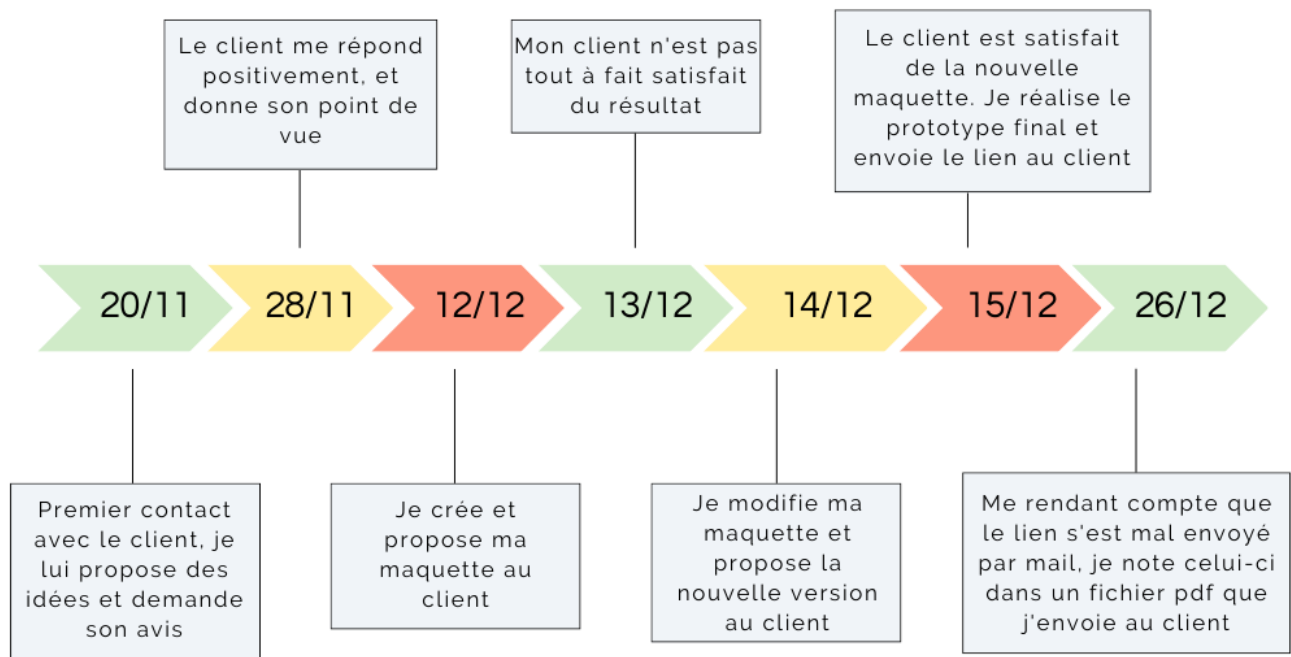 Le client me répond
positivement, et
donne son point de
vue
Mon client n'est pas
tout à fait satisfait
du résultat
Le client est satisfait
de la nouvelle
maquette. Je réalise le
prototype final et
envoie le lien au client
20/11
28/11
12/12
13/12
14/12
15/12
26/12
Premier contact
avec le client, je
lui propose des
idées et demande
son avis
Je crée et
propose ma
maquette au
client
Je modifie ma
maquette et
propose la
nouvelle version
au client
Me rendant compte que
le lien s'est mal envoyé
par mail, je note celui-ci
dans un fichier pdf que
j'envoie au client